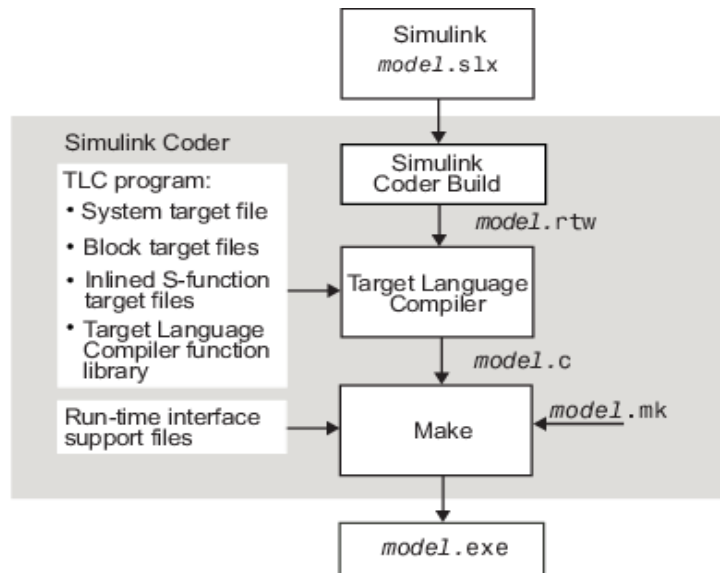 Simulink
model.slx
Simulink Coder
Simulink
Coder Build
TLC program:
• System target file
• Block target files
• Inlined S-function
target files
• Target Language
Compiler function
library
model.rtw
Target Language
Compiler
model.c
Run-time interface
support files
Make
model.mk
model.exe